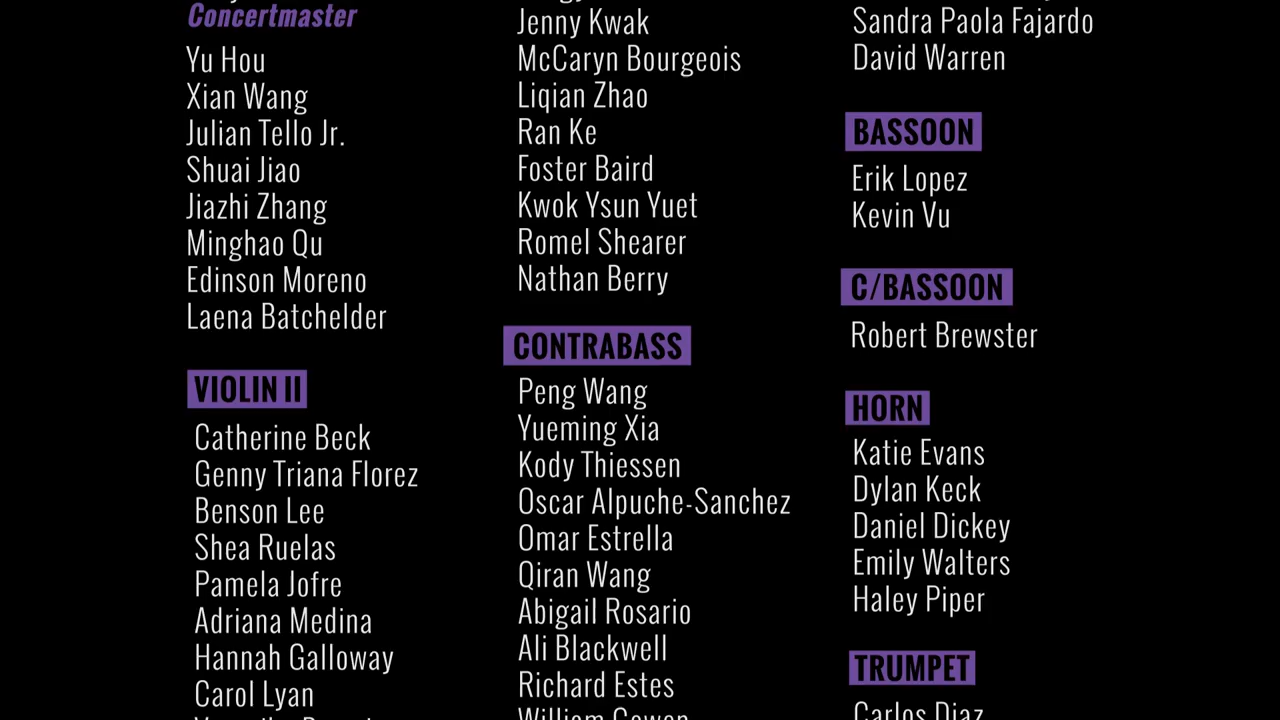 Concertmaster
Yu Hou
Xian Wang
Julian Tello Jr.
Shuai Jiao
Jiazhi Zhang
Minghao Qu
Edinson Moreno
Laena Batchelder
VIOLIN II
Catherine Beck
Genny Triana Florez
Benson Lee
Shea Ruelas
Pamela Jofre
Adriana Medina
Hannah Galloway
Carol Lyan
Jenny Kwak
McCaryn Bourgeois
Liqian Zhao
Ran Ke
Foster Baird
Kwok Ysun Yuet
Romel Shearer
Nathan Berry
CONTRABASS
Peng Wang
Yueming Xia
Kody Thiessen
Oscar Alpuche-Sanchez
Omar Estrella
Qiran Wang
Abigail Rosario
Ali Blackwell
Richard Estes
William Gowen
Sandra Paola Fajardo
David Warren
BASSOON
Erik Lopez
Kevin Vu
C/BASSOON
Robert Brewster
HORN
Katie Evans
Dylan Keck
Daniel Dickey
Emily Walters
Haley Piper
TRUMPET
Carlos Diaz